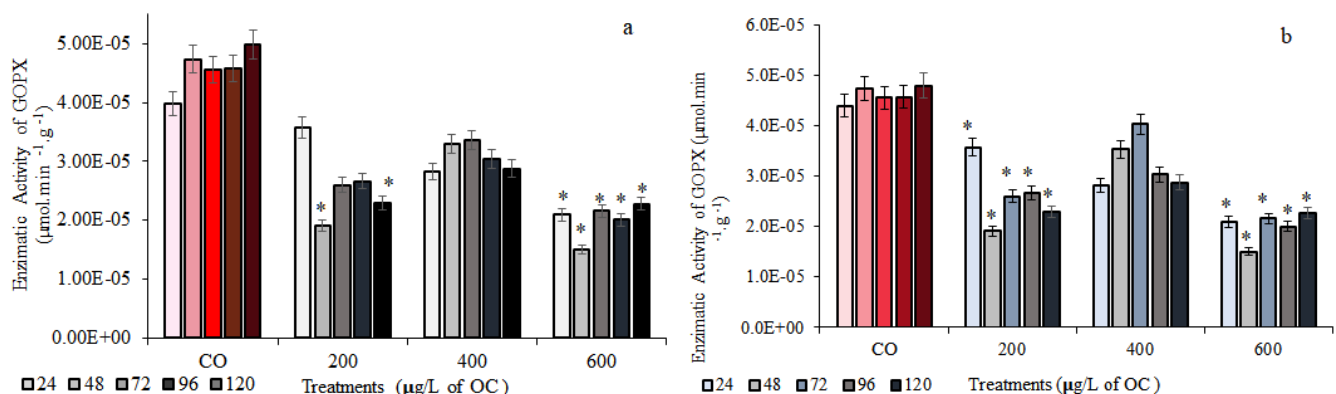 a
Enzimatic Activity of GOPX
(µmol.min ⁻¹.g⁻¹)
5.00E-05
4.00E-05
3.00E-05
2.00E-05
1.00E-05
0.00E+00
* * * * * * *
CO 200 400 600
24 48 72 96 120
Treatments (µg/L of OC)
b
Enzimatic Activity of GOPX (µmol.min
⁻¹.g⁻¹)
6.0E-05
5.0E-05
4.0E-05
3.0E-05
2.0E-05
1.0E-05
0.0E+00
* * * * * * * * * *
CO 200 400 600
24 48 72 96 120
Treatments (µg/L of OC)